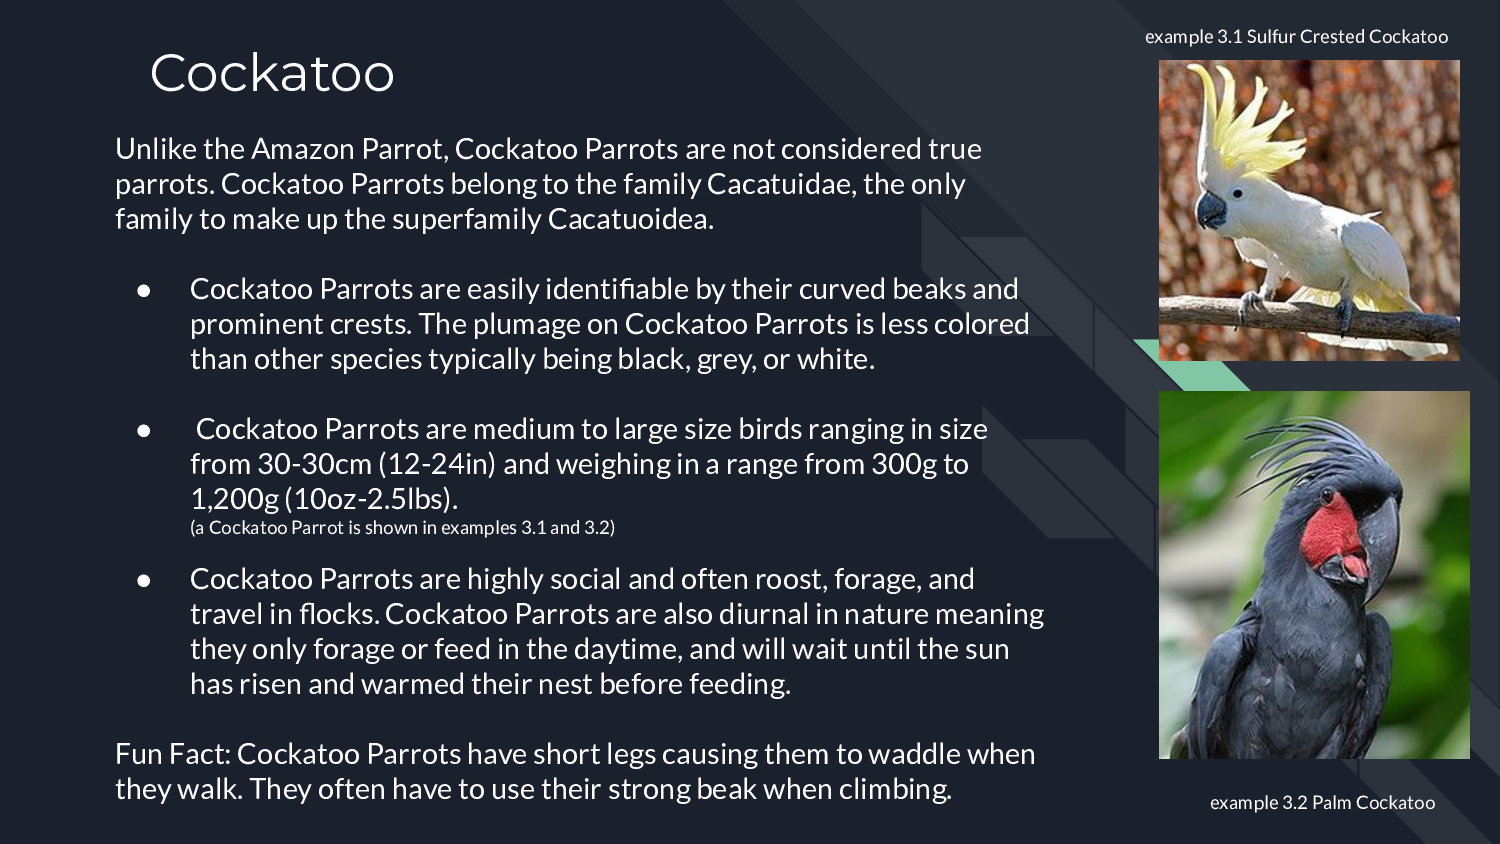 Cockatoo
example 3.1 Sulfur Crested Cockatoo
Unlike the Amazon Parrot, Cockatoo Parrots are not considered true
parrots. Cockatoo Parrots belong to the family Cacatuidae, the only
family to make up the superfamily Cacatuoidea.
● Cockatoo Parrots are easily identifiable by their curved beaks and
prominent crests. The plumage on Cockatoo Parrots is less colored
than other species typically being black, grey, or white.
● Cockatoo Parrots are medium to large size birds ranging in size
from 30-30cm (12-24in) and weighing in a range from 300g to
1,200g (10oz-2.5lbs).
(a Cockatoo Parrot is shown in examples 3.1 and 3.2)
● Cockatoo Parrots are highly social and often roost, forage, and
travel in flocks. Cockatoo Parrots are also diurnal in nature meaning
they only forage or feed in the daytime, and will wait until the sun
has risen and warmed their nest before feeding.
Fun Fact: Cockatoo Parrots have short legs causing them to waddle when
they walk. They often have to use their strong beak when climbing.
example 3.2 Palm Cockatoo